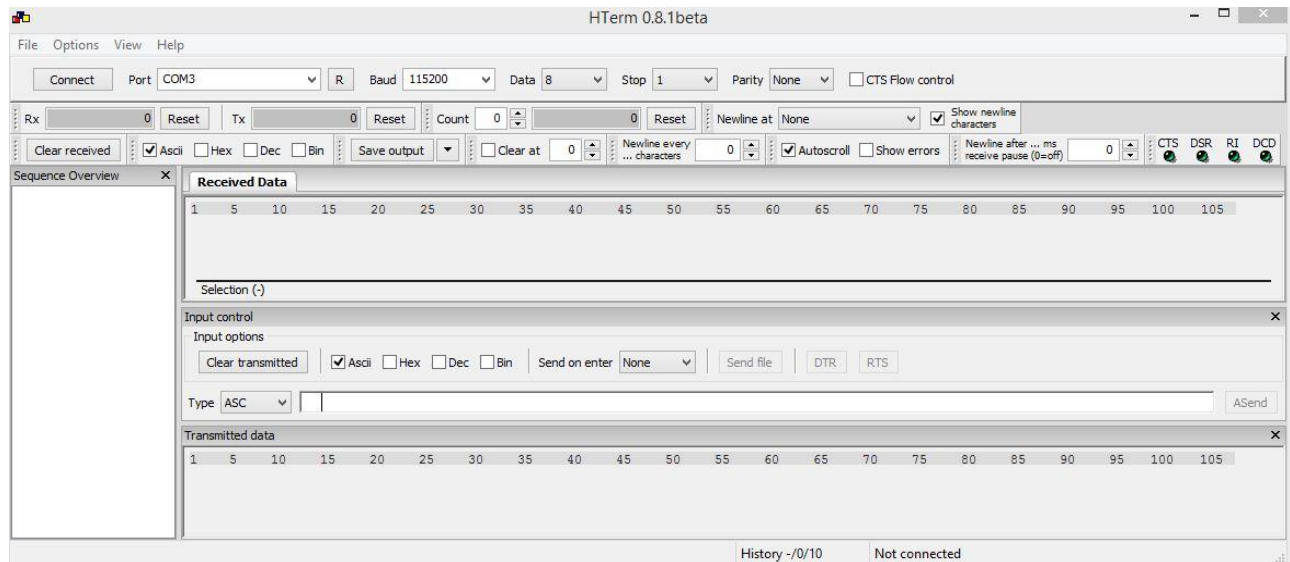 HTerm 0.8.1beta
File Options View Help
Connect Port COM3 R Baud 115200 Data 8 Stop 1 Parity None CTS Flow control
Rx 0 Reset Tx 0 Reset Count 0 0 Reset Newline at None Show newline characters
Clear received Ascii Hex Dec Bin Save output Clear at 0 Newline every ... characters 0 Autoscroll Show errors Newline after ... ms receive pause (0=off) 0 CTS DSR RI DCD
Sequence Overview X Received Data
1 5 10 15 20 25 30 35 40 45 50 55 60 65 70 75 80 85 90 95 100 105
Selection (-)
Input control
Input options
Clear transmitted Ascii Hex Dec Bin Send on enter None Send file DTR RTS
Type ASC ASend
Transmitted data
1 5 10 15 20 25 30 35 40 45 50 55 60 65 70 75 80 85 90 95 100 105
History -/0/10 Not connected